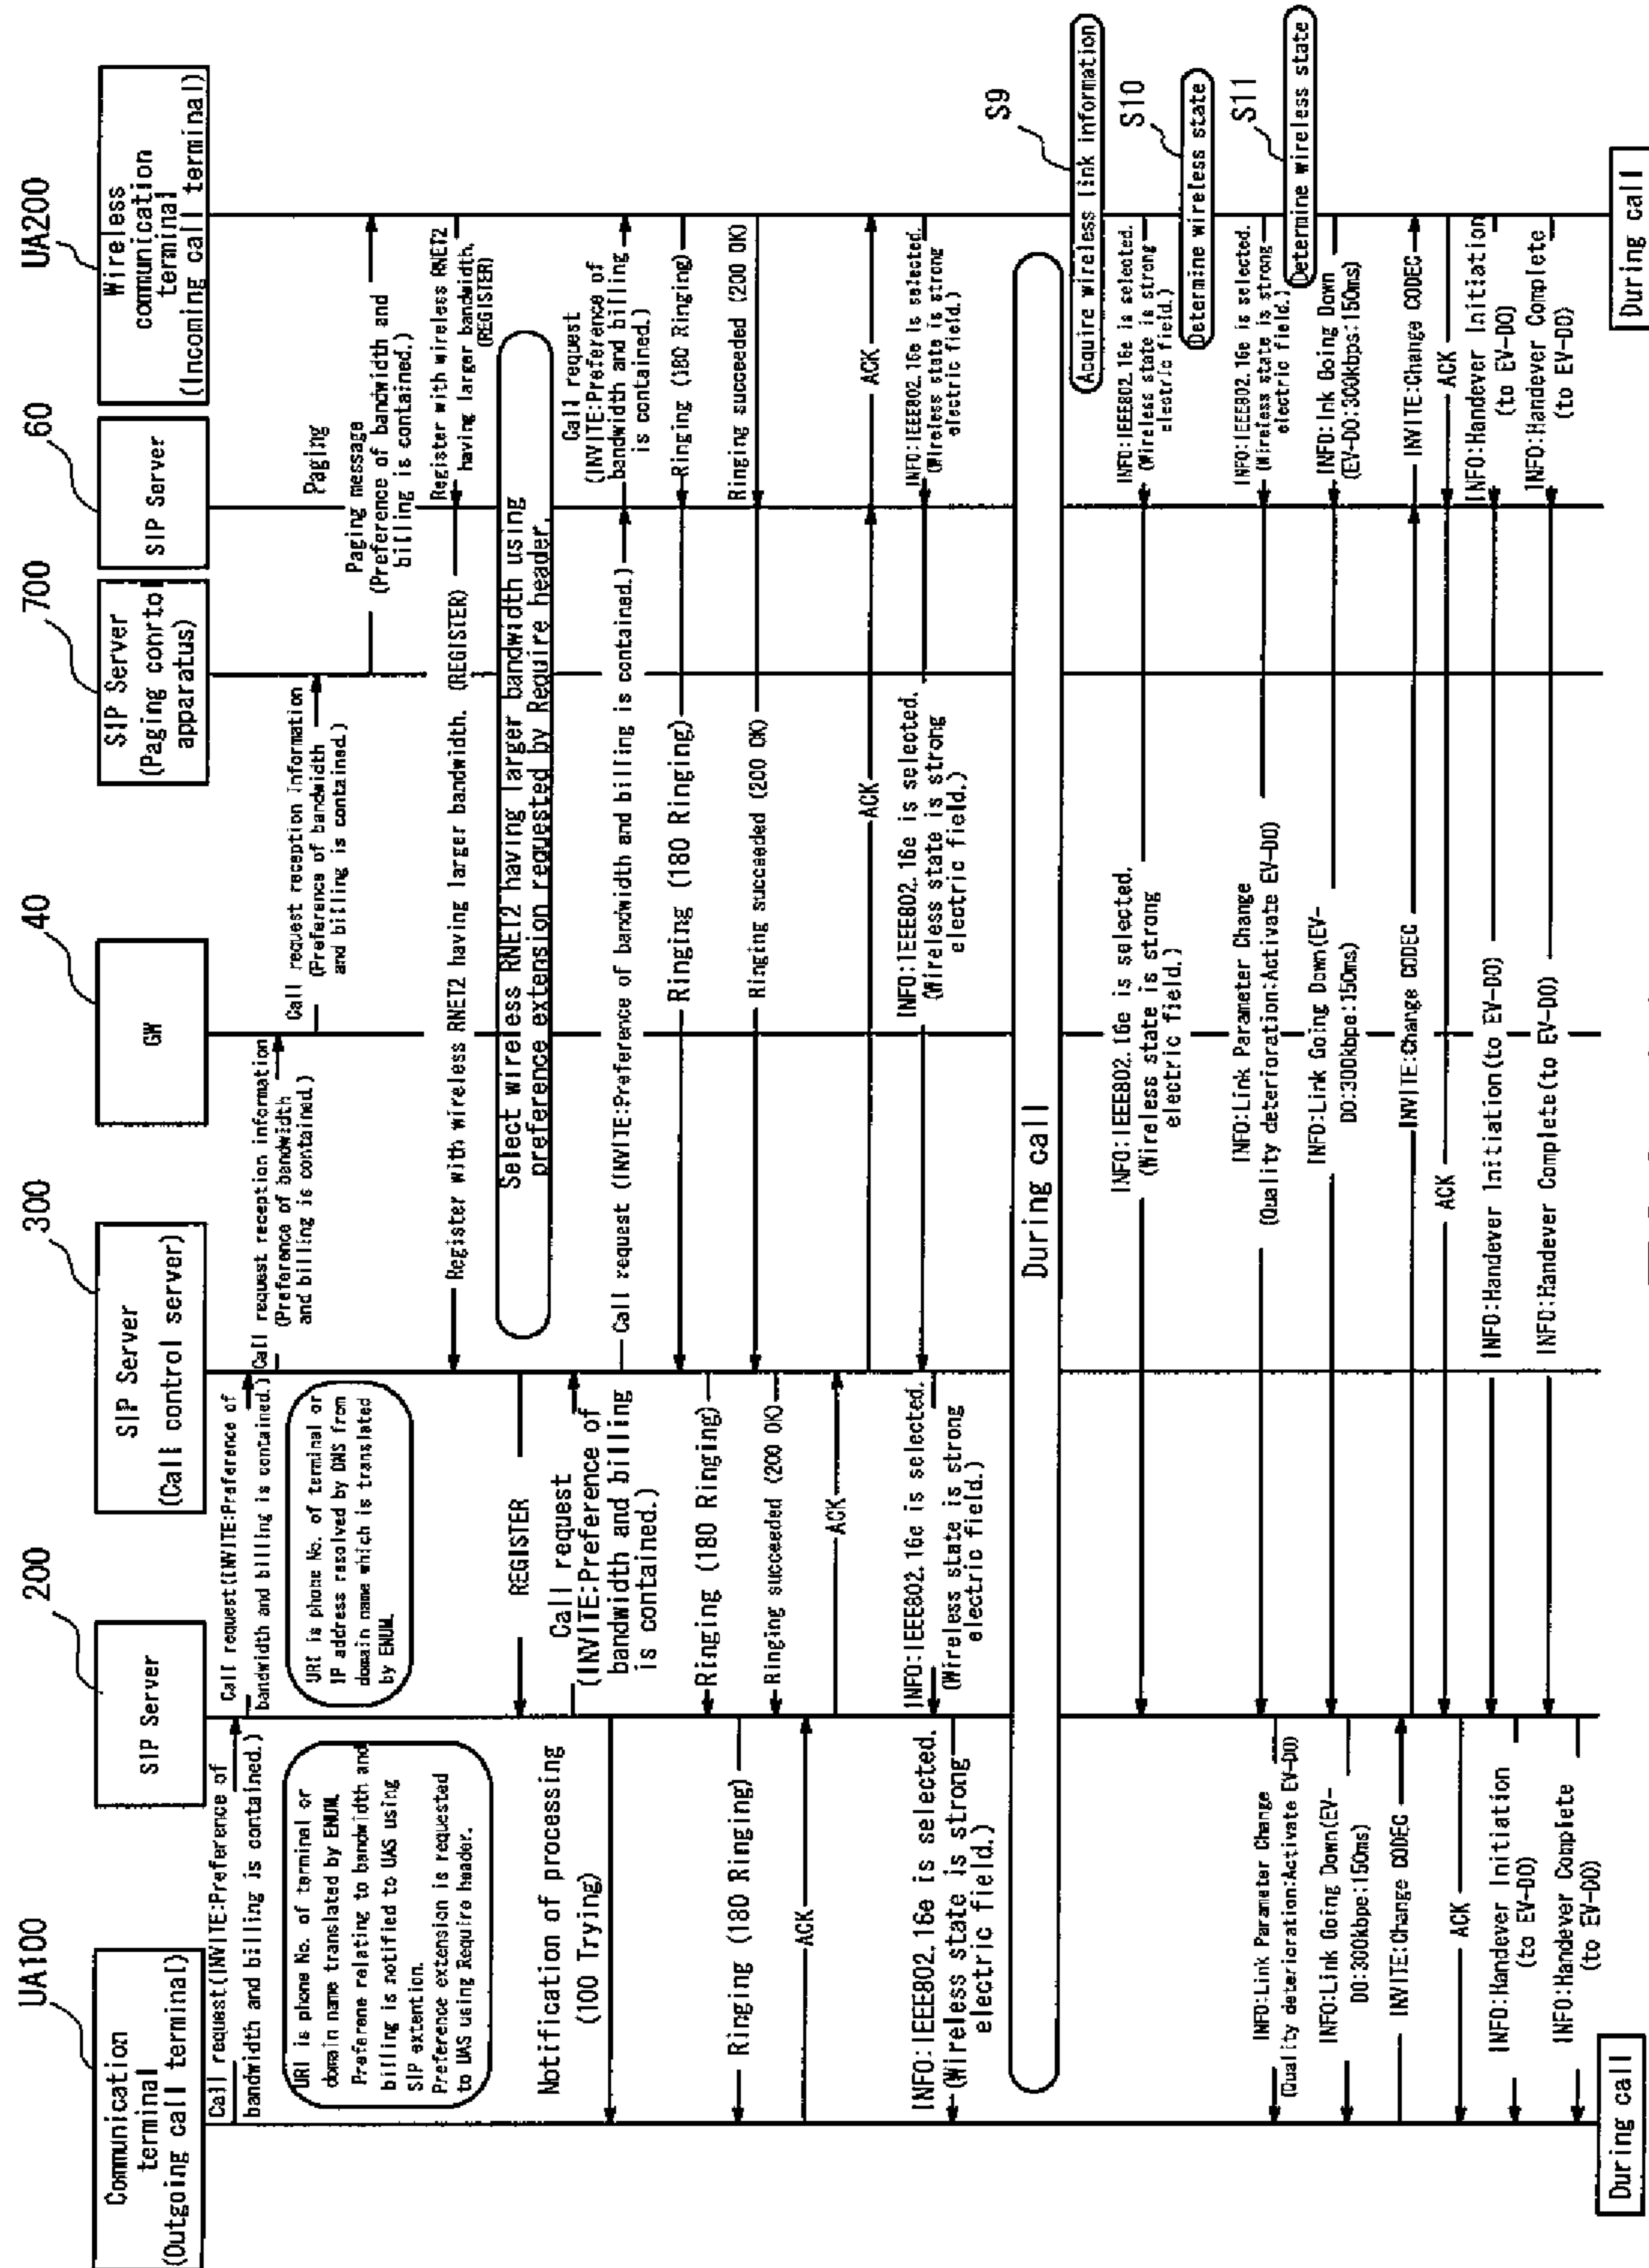 UA100
Communication
terminal
(Outgoing call terminal)
200
SIP Server
300
SIP Server
(Call control server)
40
GW
700
SIP Server
(Paging conrtol
apparatus)
60
SIP Server
UA200
Wireless
communication
terminal
(Incoming call terminal)
Call request(INVITE:Preference of
bandwidth and billing is contained.)
Call request(INVITE:Preference of
bandwidth and billing is contained.)
Call request reception information
(Preference of bandwidth
and billing is contained.)
Call request reception Information
(Preference of bandwidth
and billing is contained.)
Paging
Paging message
(Preference of bandwidth and
billing is contained.)
URI is phone No. of terminal or
domain name translated by ENUM.
Preferene relating to bandwidth and
billing is notified to UAS using
SIP extention.
Preference extension is requested
to UAS using Require header.
URI is phone No. of terminal or
IP address resolved by DNS from
domain name which is translated
by ENUM.
Register with wireless RNET2
having larger bandwidth.
(REGISTER)
Register with wireless RNET2 having larger bandwidth. (REGISTER)
REGISTER
Select wireless RNET2 having larger bandwidth using
preference extension requested by Require header.
Call request
(INVITE:Preference of
bandwidth and billing
is contained.)
Call request (INVITE:Preference of bandwidth and billing is contained.)
Call request
(INVITE:Preference of
bandwidth and billing
is contained.)
Notification of processing
(100 Trying)
Ringing (180 Ringing)
Ringing (180 Ringing)
Ringing (180 Ringing)
Ringing (180 Ringing)
Ringing succeeded (200 OK)
Ringing succeeded (200 OK)
Ringing succeeded (200 OK)
ACK
ACK
ACK
ACK
INFO:IEEE802.16e is selected.
(Wireless state is strong
electric field.)
INFO:IEEE802.16e is selected.
(Wireless state is strong
electric field.)
INFO:IEEE802.16e is selected.
(Wireless state is strong
electric field.)
INFO:IEEE802.16e is selected.
(Wireless state is strong
electric field.)
During call
S9
Acquire wireless link information
INFO:IEEE802.16e is selected.
(Wireless state is strong
electric field
INFO:IEEE802.16e is selected.
(Wireless state is strong
electric field.)
S10
Determine wireless state
INFO:Link Parameter Change
(Quality deterioration:Activate EV-DO)
INFO:Link Parameter Change
(Quality deterioration:Activate EV-DO)
INFO:IEEE802.16e is selected.
(Wireless state is strong
electric field.)
S11
Determine wireless state
INFO:Link Going Down(EV-
DO:300kbpe:150ms)
INFO:Link Going Down(EV-
DO:300kbpe:150ms)
INFO:Ink Going Down
(EV-DO:300kbps:150ms)
INVITE:Change CODEC
INVITE:Change CODEC
INVITE:Change CODEC
ACK
ACK
ACK
INFO:Handever Initiation
(to EV-DO)
INFO:Handever Initiation(to EV-DO)
INFO:Handever Initiation
(to EV-DO)
INFO:Handever Complete
(to EV-DO)
INFO:Handever Complete(to EV-DO)
INFO:Handever Complete
(to EV-DO)
During call
During call